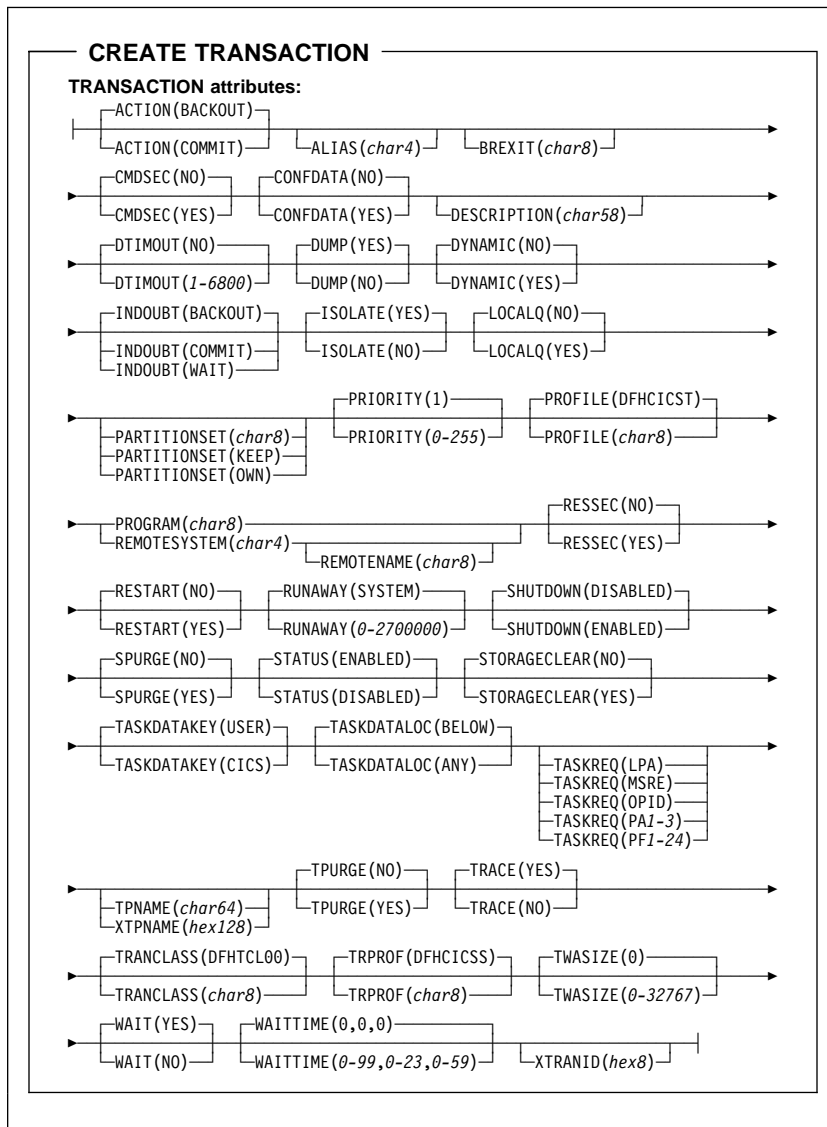 CREATE TRANSACTION
TRANSACTION attributes:
ACTION(BACKOUT)
ACTION(COMMIT) ALIAS(char4) BREXIT(char8)
CMDSEC(NO) CONFDATA(NO)
CMDSEC(YES) CONFDATA(YES) DESCRIPTION(char58)
DTIMOUT(NO) DUMP(YES) DYNAMIC(NO)
DTIMOUT(1-6800) DUMP(NO) DYNAMIC(YES)
INDOUBT(BACKOUT) ISOLATE(YES) LOCALQ(NO)
INDOUBT(COMMIT) ISOLATE(NO) LOCALQ(YES)
INDOUBT(WAIT)
PRIORITY(1) PROFILE(DFHCICST)
PARTITIONSET(char8) PRIORITY(0-255) PROFILE(char8)
PARTITIONSET(KEEP)
PARTITIONSET(OWN)
RESSEC(NO)
PROGRAM(char8)
REMOTESYSTEM(char4) RESSEC(YES)
REMOTENAME(char8)
RESTART(NO) RUNAWAY(SYSTEM) SHUTDOWN(DISABLED)
RESTART(YES) RUNAWAY(0-2700000) SHUTDOWN(ENABLED)
SPURGE(NO) STATUS(ENABLED) STORAGECLEAR(NO)
SPURGE(YES) STATUS(DISABLED) STORAGECLEAR(YES)
TASKDATAKEY(USER) TASKDATALOC(BELOW)
TASKDATAKEY(CICS) TASKDATALOC(ANY) TASKREQ(LPA)
TASKREQ(MSRE)
TASKREQ(OPID)
TASKREQ(PA1-3)
TASKREQ(PF1-24)
TPURGE(NO) TRACE(YES)
TPNAME(char64) TPURGE(YES) TRACE(NO)
XTPNAME(hex128)
TRANCLASS(DFHTCL00) TRPROF(DFHCICSS) TWASIZE(0)
TRANCLASS(char8) TRPROF(char8) TWASIZE(0-32767)
WAIT(YES) WAITTIME(0,0,0)
WAIT(NO) WAITTIME(0-99,0-23,0-59) XTRANID(hex8)